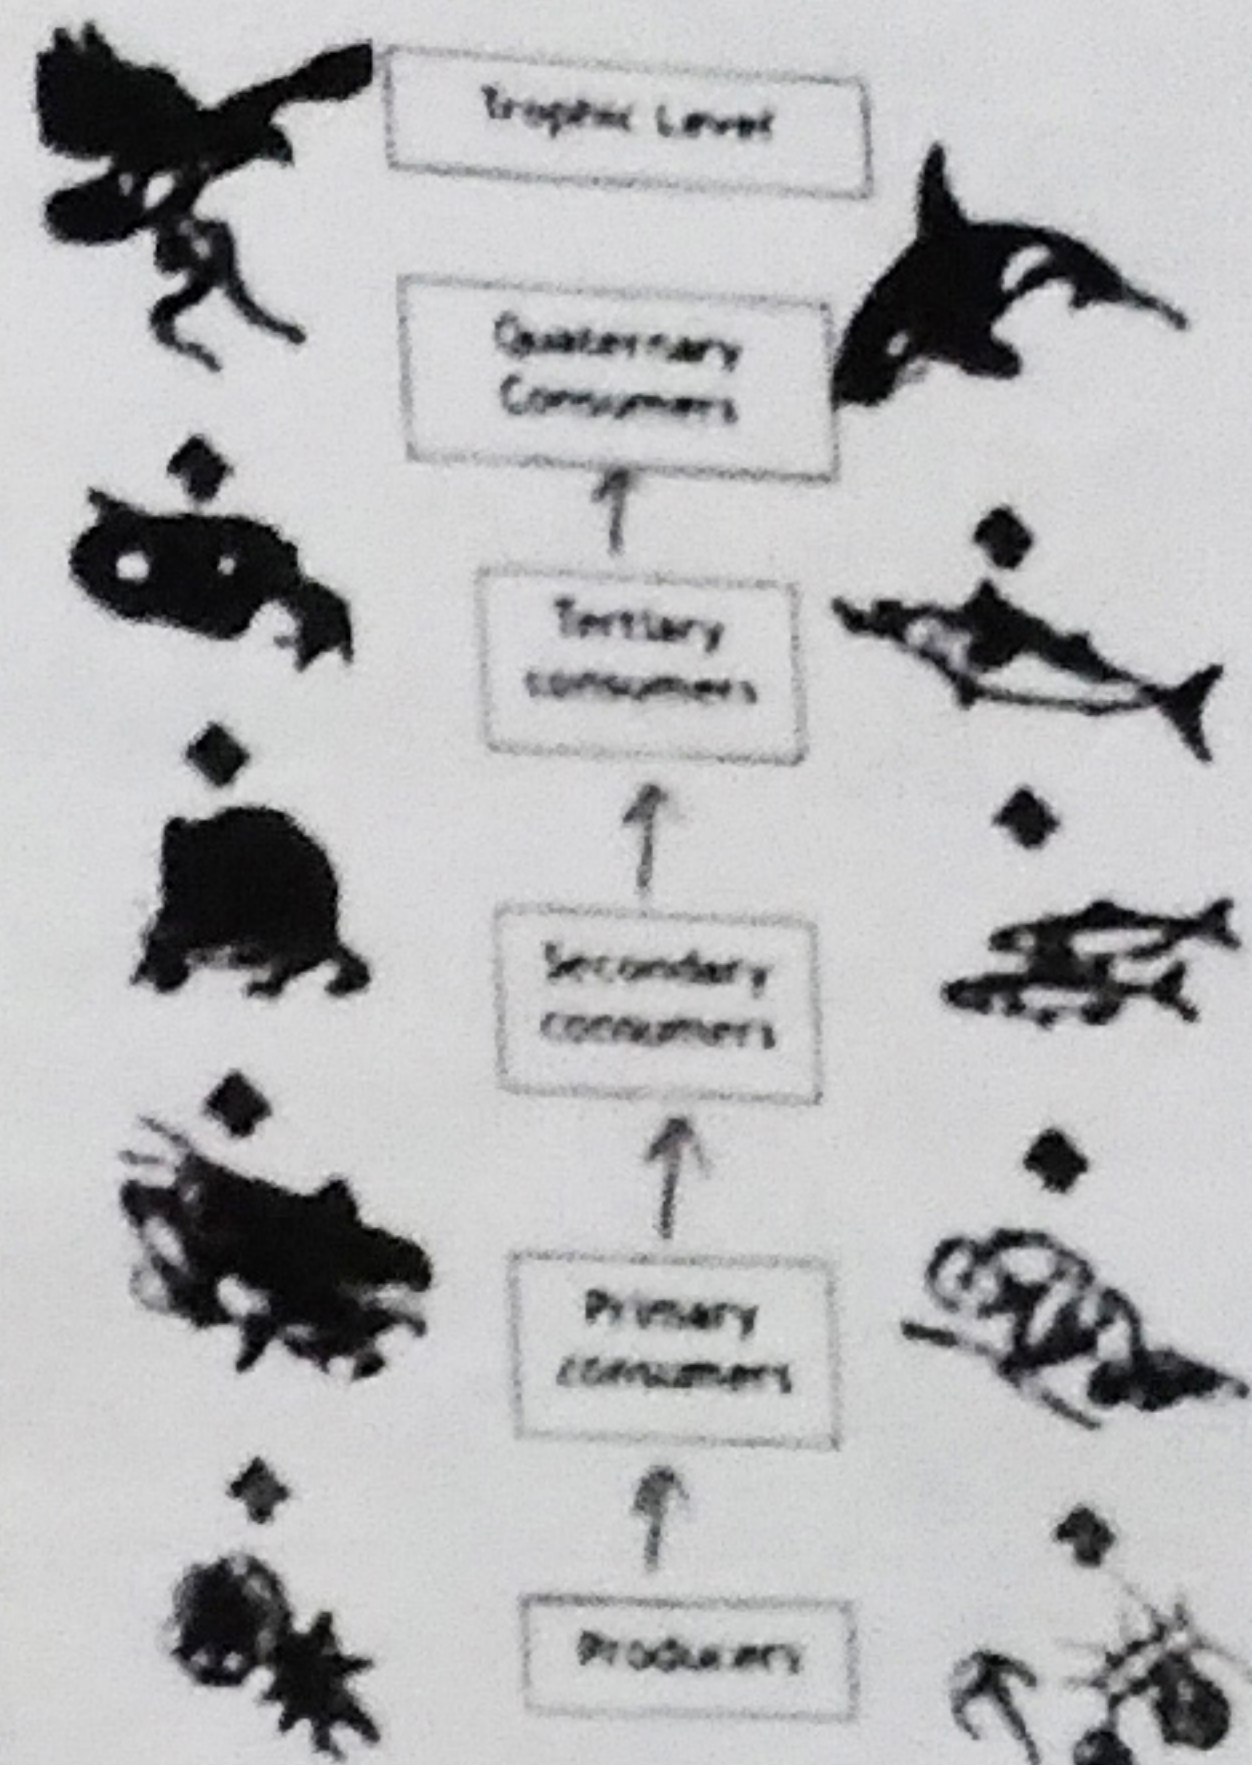 Trophic Level
Quaternary
Consumers
Tertiary
consumers
Secondary
consumers
Primary
consumers
Producers